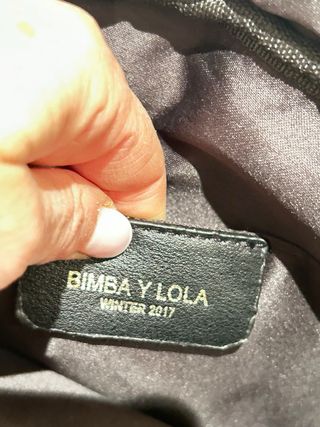 BIMBA Y LOLA
WINTER 2017